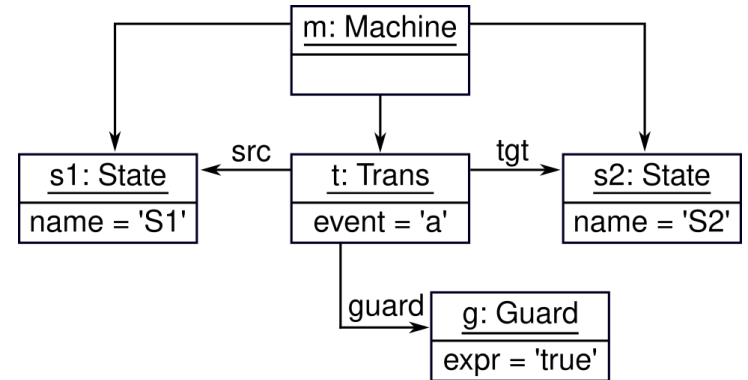 m: Machine
src
tgt
s1: State
t: Trans
s2: State
name = 'S1'
event = 'a'
name = 'S2'
guard
g: Guard
expr = 'true'